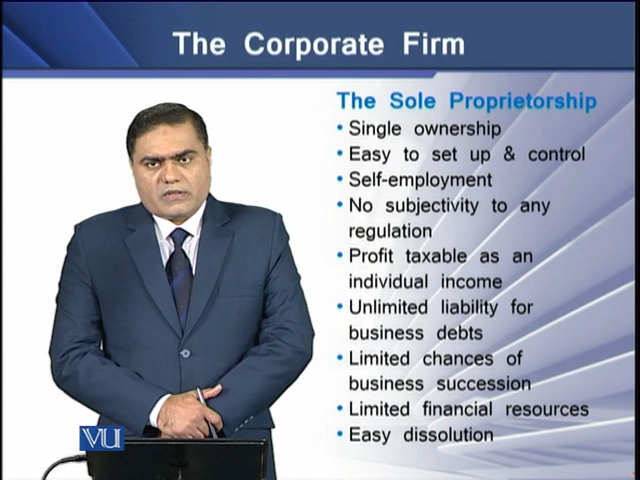 The Corporate Firm
The Sole Proprietorship
• Single ownership
• Easy to set up & control
• Self-employment
• No subjectivity to any
regulation
• Profit taxable as an
individual income
• Unlimited liability for
business debts
• Limited chances of
business succession
• Limited financial resources
• Easy dissolution
VU